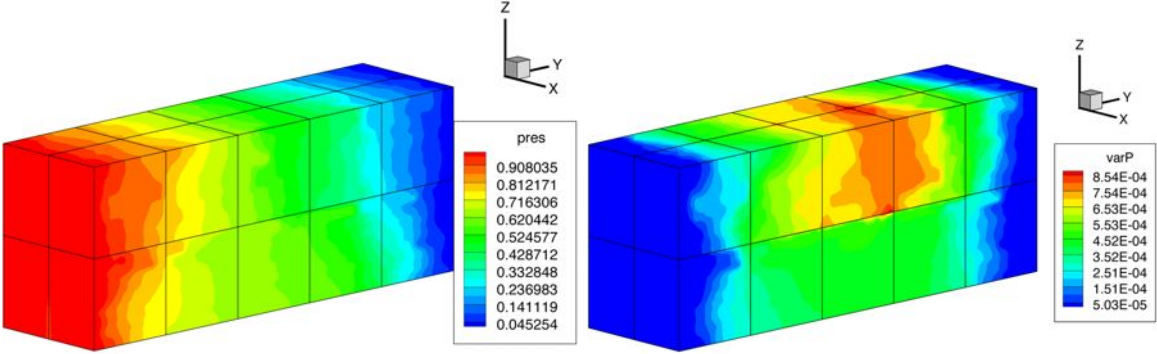 Z
Y
X
pres
0.908035
0.812171
0.716306
0.620442
0.524577
0.428712
0.332848
0.236983
0.141119
0.045254
Z
Y
X
varP
8.54E-04
7.54E-04
6.53E-04
5.53E-04
4.52E-04
3.52E-04
2.51E-04
1.51E-04
5.03E-05